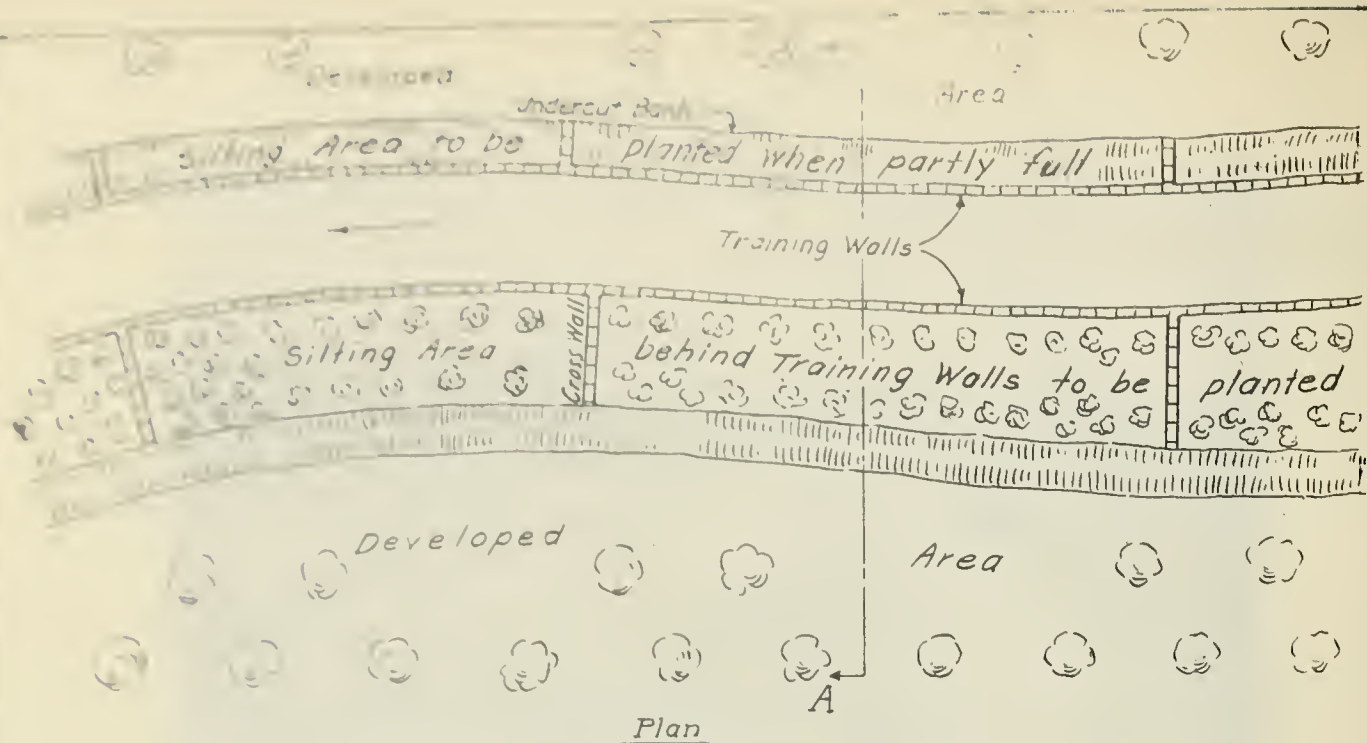 Developed Area
Undercut Bank
Silting Area to be planted when partly full
Training Walls
Cross Wall
Silting Area behind Training Walls to be planted
Developed Area
A
Plan